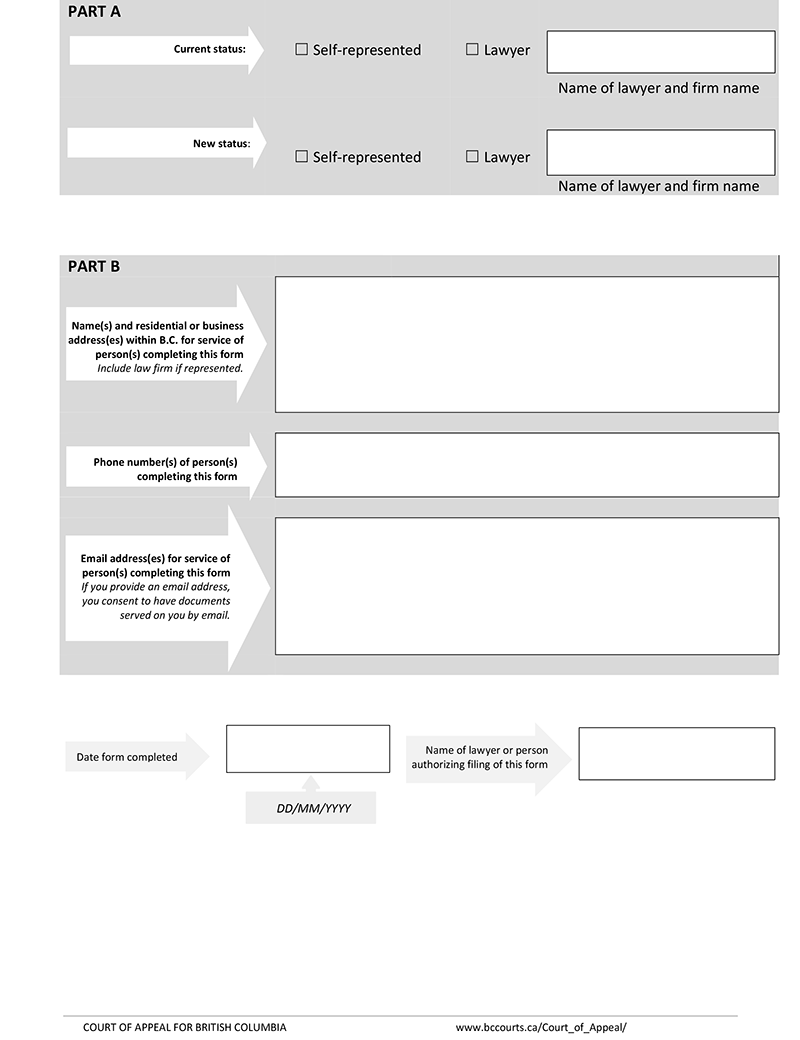 PART A
Current status:
☐ Self-represented ☐ Lawyer
Name of lawyer and firm name
New status:
☐ Self-represented ☐ Lawyer
Name of lawyer and firm name
PART B
Name(s) and residential or business
address(es) within B.C. for service of
person(s) completing this form
Include law firm if represented.
Phone number(s) of person(s)
completing this form
Email address(es) for service of
person(s) completing this form
If you provide an email address,
you consent to have documents
served on you by email.
Date form completed
DD/MM/YYYY
Name of lawyer or person
authorizing filing of this form
COURT OF APPEAL FOR BRITISH COLUMBIA www.bccourts.ca/Court_of_Appeal/